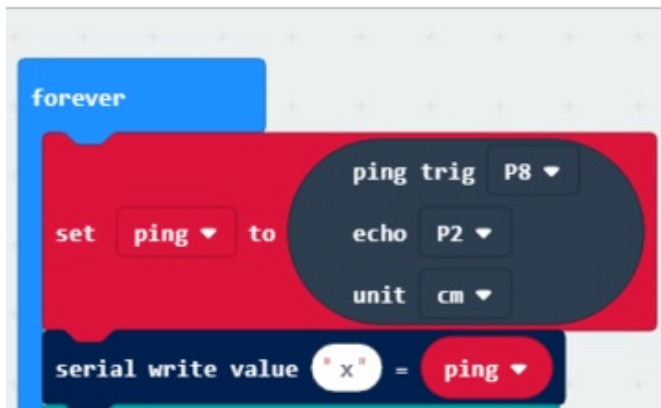 forever
ping trig P8
set ping to echo P2
unit cm
serial write value "x" = ping